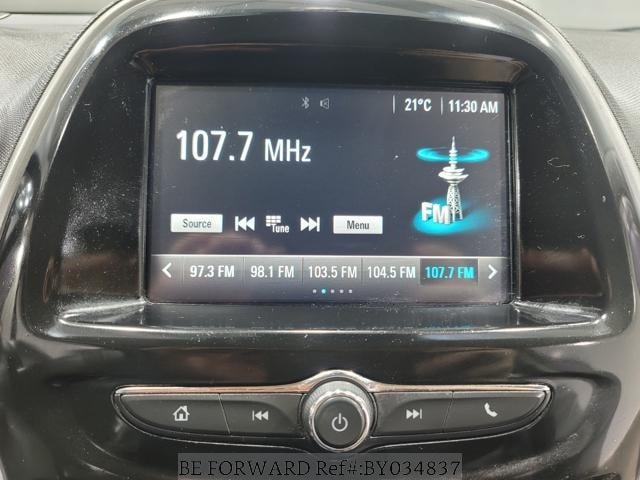 21°C 11:30 AM
107.7 MHz
FM
Source Tune Menu
97.3 FM 98.1 FM 103.5 FM 104.5 FM 107.7 FM
BE FORWARD Ref#:BY034837